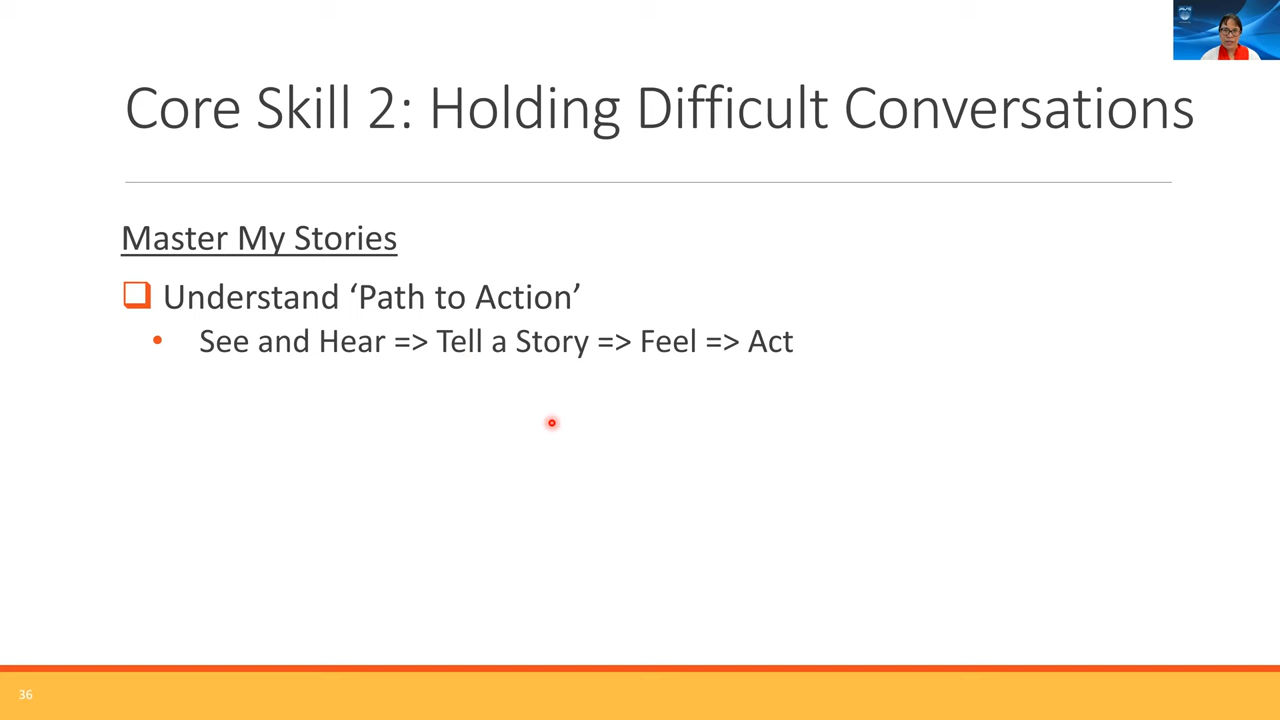 Core Skill 2: Holding Difficult Conversations
Master My Stories
Understand ‘Path to Action’
• See and Hear => Tell a Story => Feel => Act
36